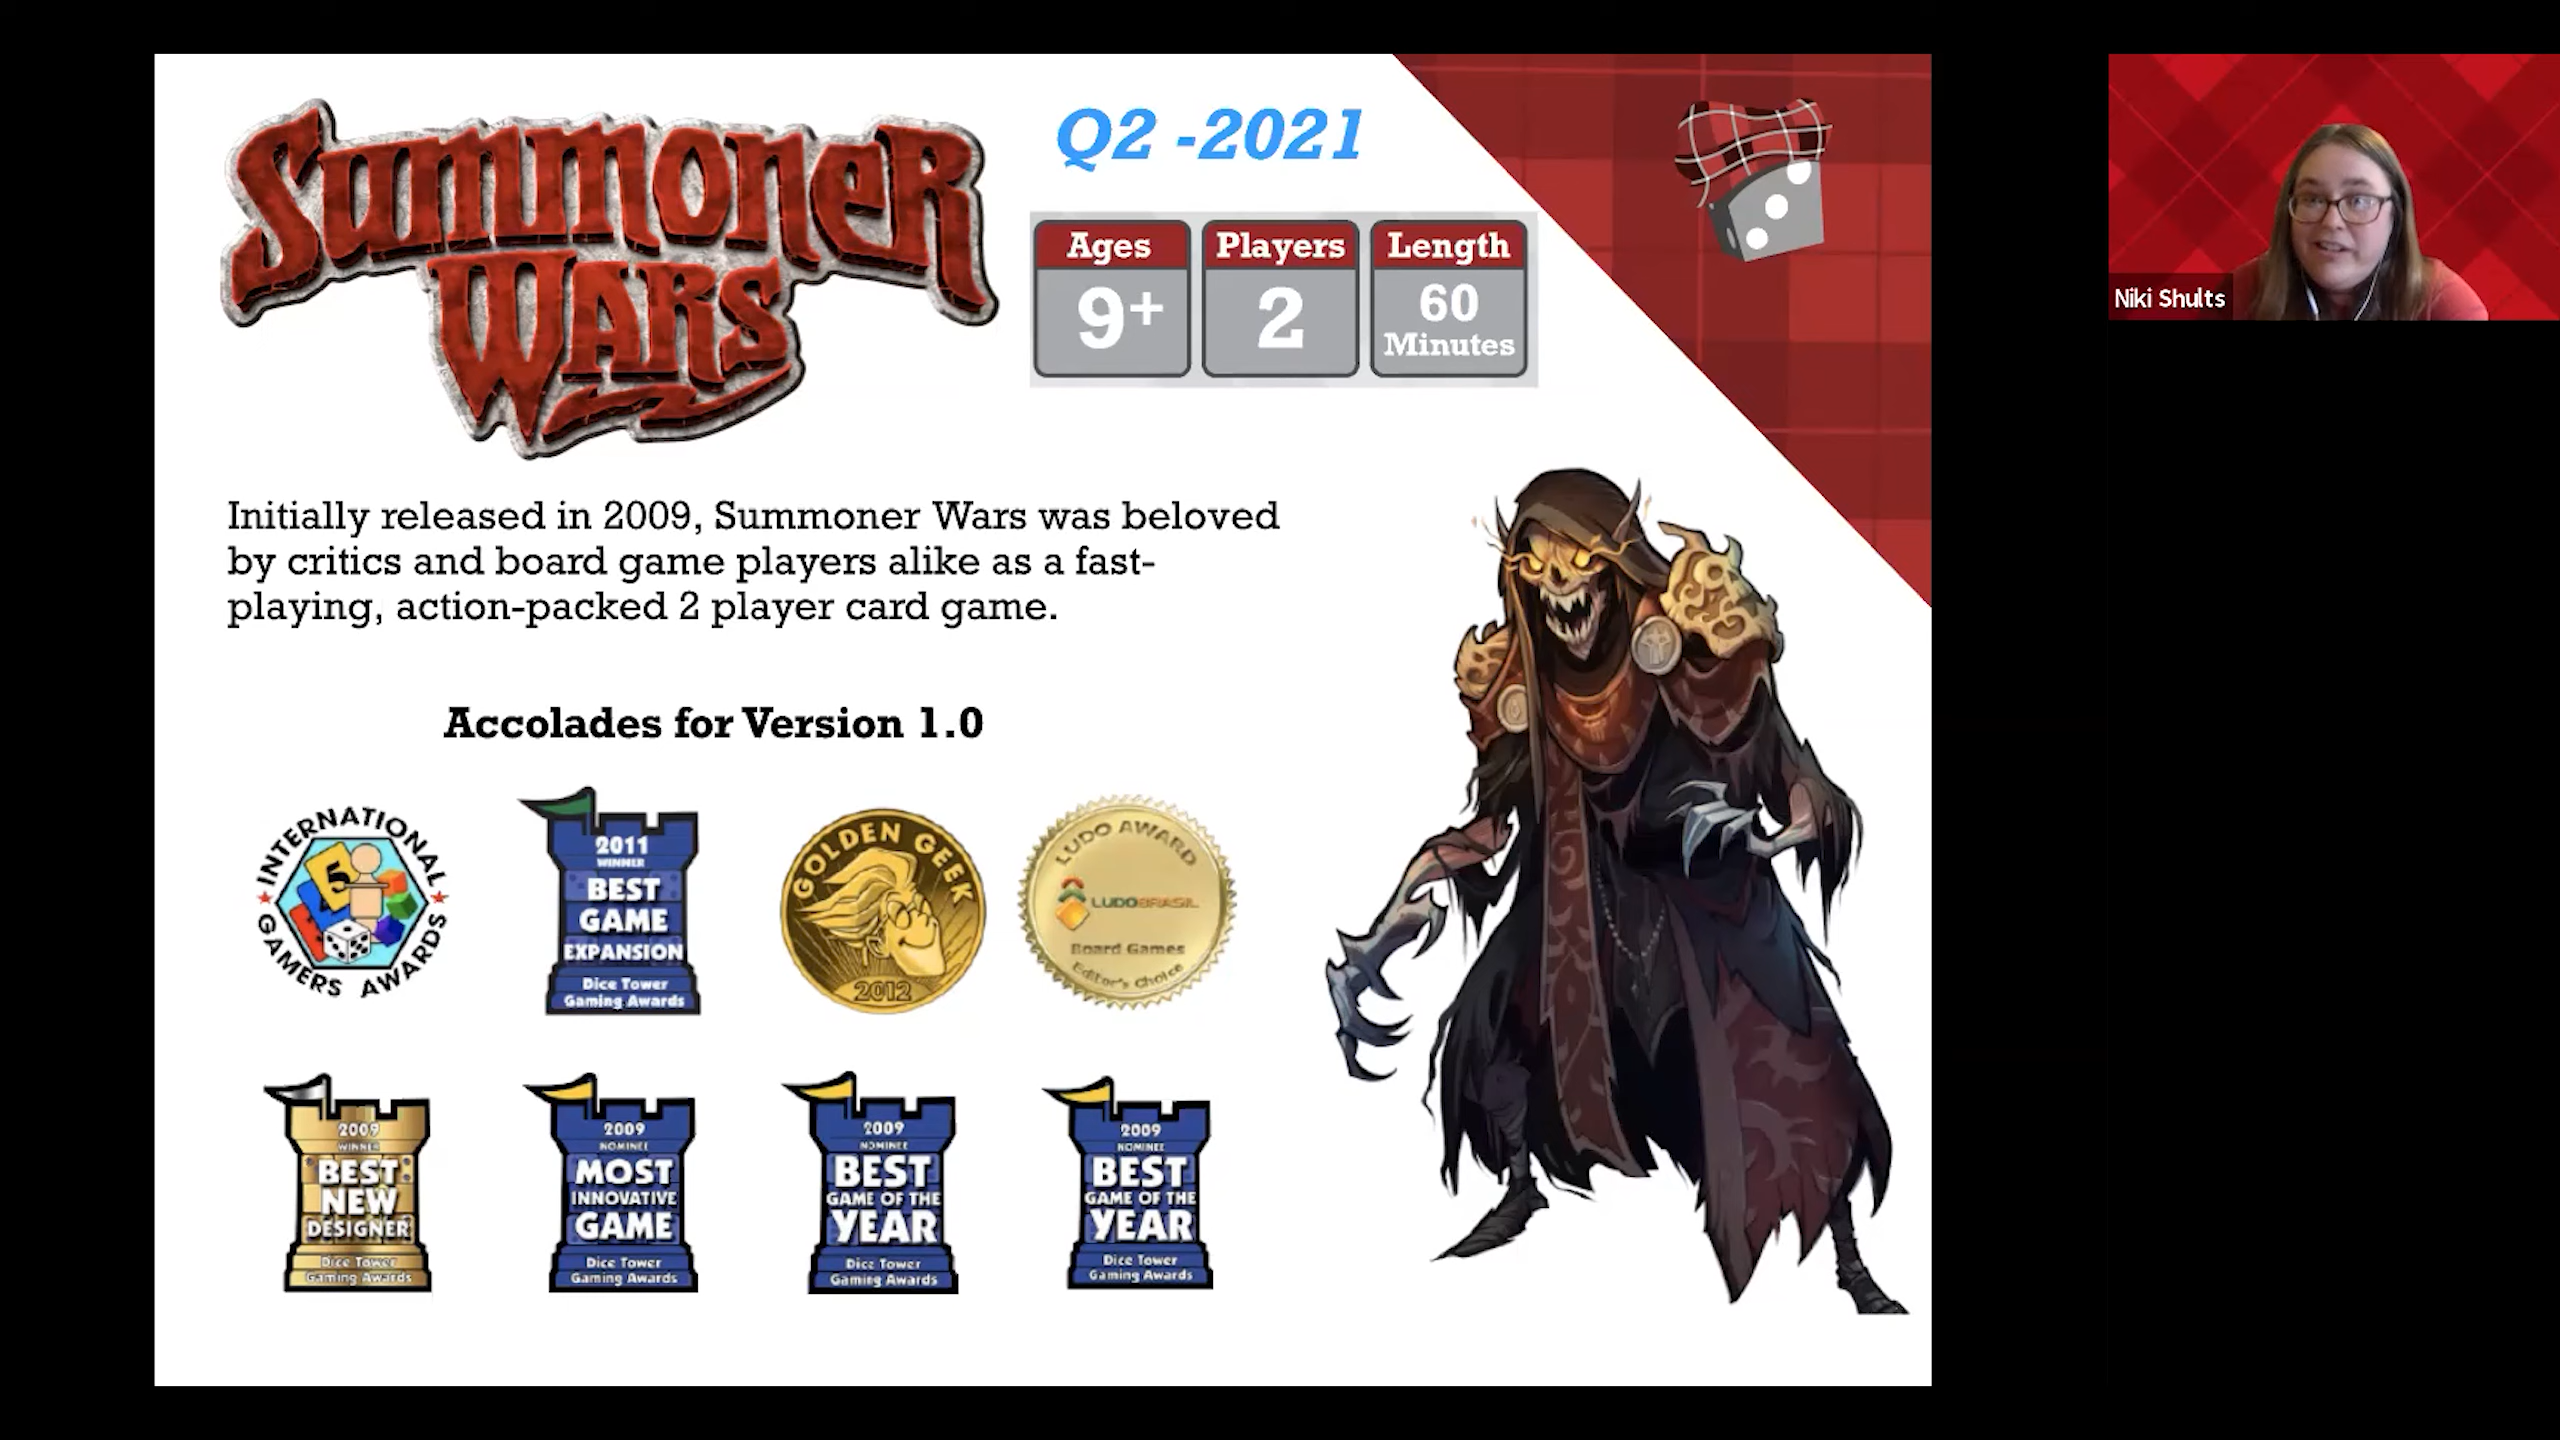 Summoner
Wars
Q2 -2021
Ages
9+
Players
2
Length
60
Minutes
Niki Shults
Initially released in 2009, Summoner Wars was beloved
by critics and board game players alike as a fast-
playing, action-packed 2 player card game.
Accolades for Version 1.0
INTERNATIONAL
GAMERS AWARDS
5
2011
WINNER
BEST
GAME
EXPANSION
Dice Tower
Gaming Awards
GOLDEN GEEK
2012
LUDO AWARD
LUDOBRASIL
Board Games
Editor's Choice
2009
WINNER
BEST
NEW
DESIGNER
Dice Tower
Gaming Awards
2009
NOMINEE
MOST
INNOVATIVE
GAME
Dice Tower
Gaming Awards
2009
NOMINEE
BEST
GAME OF THE
YEAR
Dice Tower
Gaming Awards
2009
NOMINEE
BEST
GAME OF THE
YEAR
Dice Tower
Gaming Awards